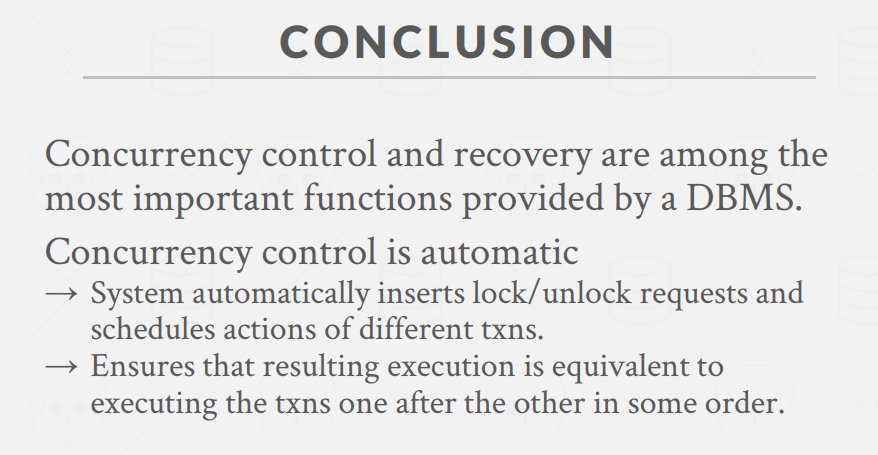 CONCLUSION
Concurrency control and recovery are among the
most important functions provided by a DBMS.
Concurrency control is automatic
→ System automatically inserts lock/unlock requests and
schedules actions of different txns.
→ Ensures that resulting execution is equivalent to
executing the txns one after the other in some order.